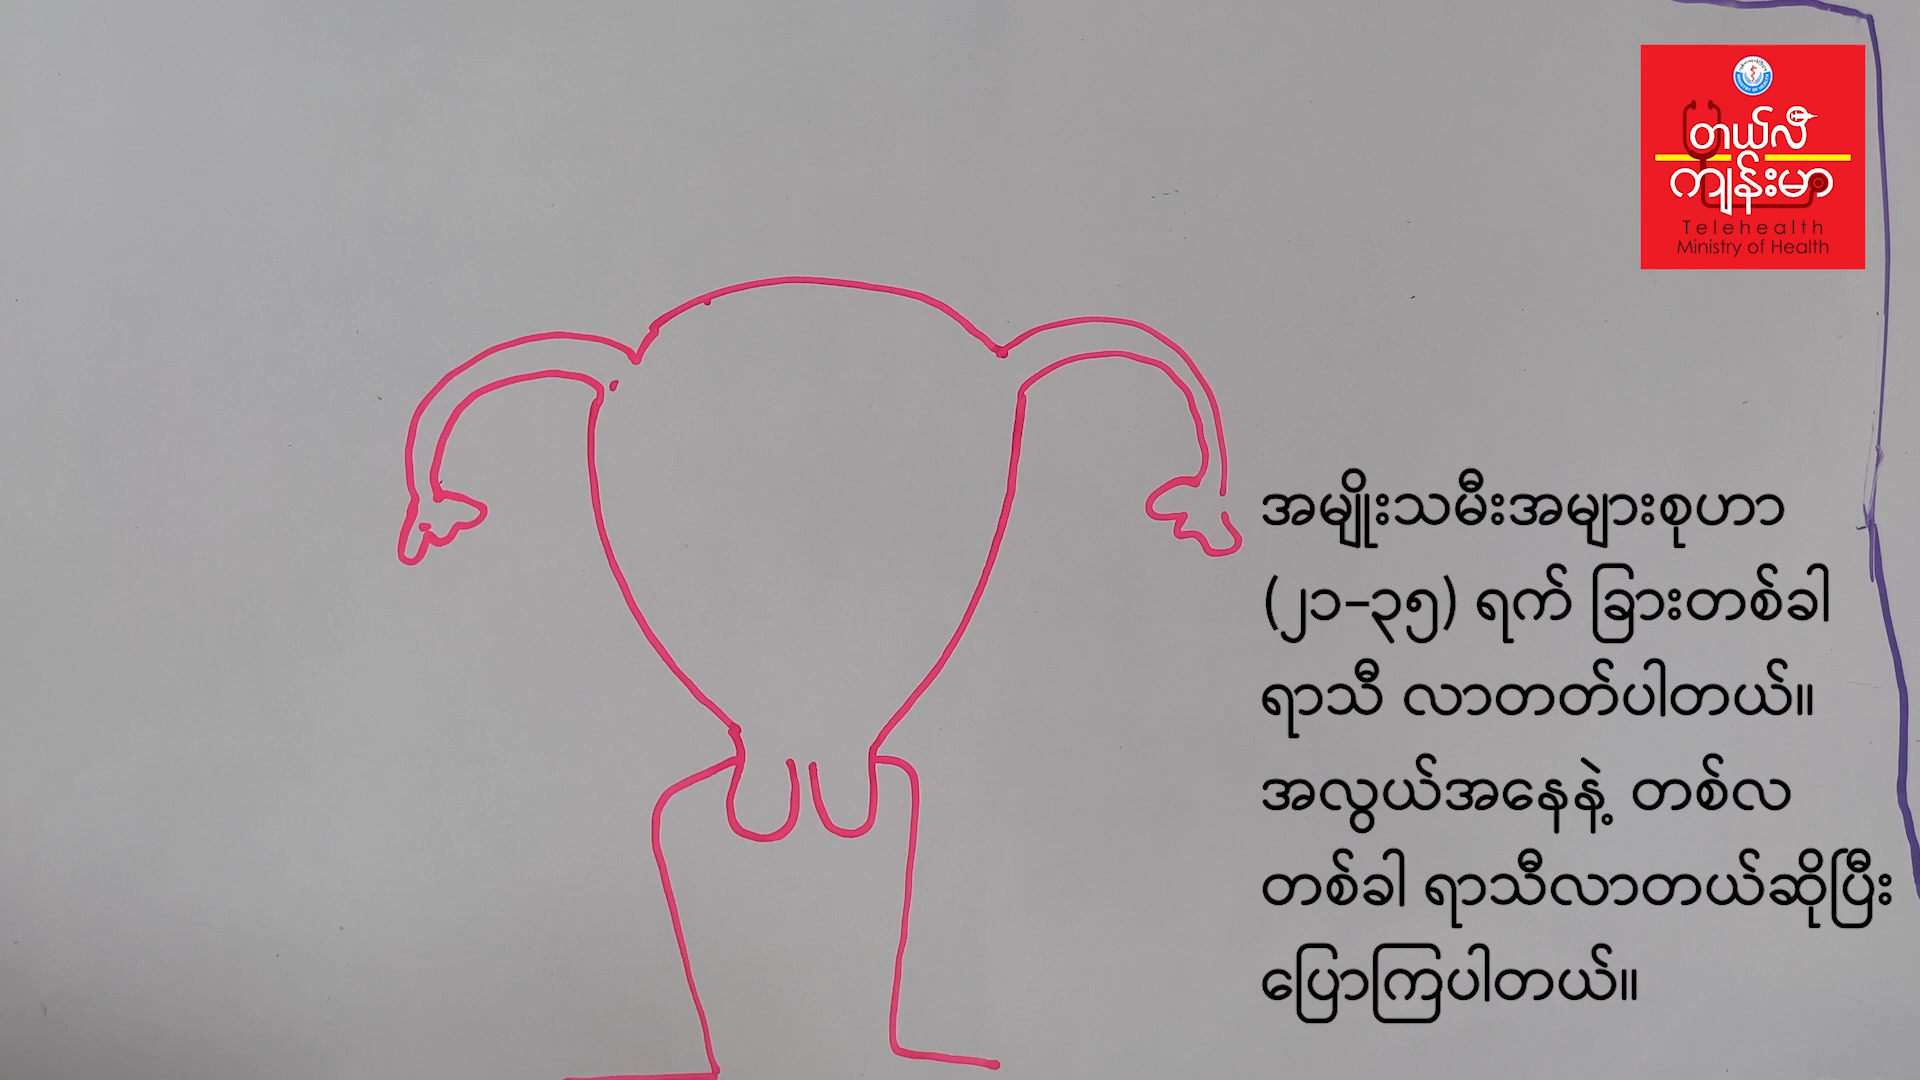 တယ်လီ
ကျန်းမာ
Telehealth
Ministry of Health
အမျိုးသမီးအများစုဟာ
(၂၁-၃၅) ရက် ခြားတစ်ခါ
ရာသီ လာတတ်ပါတယ်။
အလွယ်အနေနဲ့ တစ်လ
တစ်ခါ ရာသီလာတယ်ဆိုပြီး
ပြောကြပါတယ်။